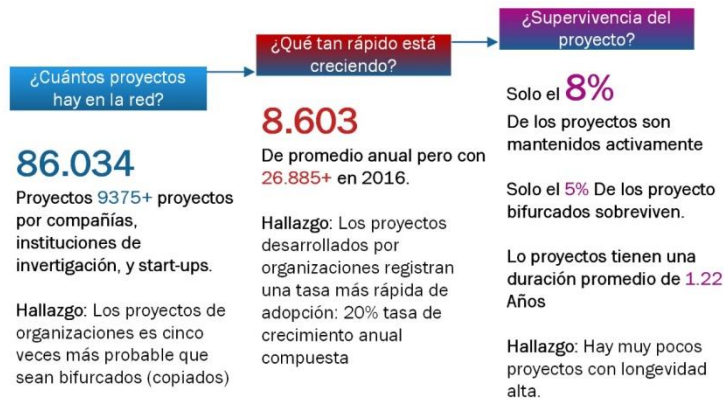 ¿Cuántos proyectos
hay en la red?
86.034
Proyectos 9375+ proyectos
por compañías,
instituciones de
invertigación, y start-ups.
Hallazgo: Los proyectos de
organizaciones es cinco
veces más probable que
sean bifurcados (copiados)
¿Qué tan rápido está
creciendo?
8.603
De promedio anual pero con
26.885+ en 2016.
Hallazgo: Los proyectos
desarrollados por
organizaciones registran
una tasa más rápida de
adopción: 20% tasa de
crecimiento anual
compuesta
¿Supervivencia del
proyecto?
Solo el 8%
De los proyectos son
mantenidos activamente
Solo el 5% De los proyecto
bifurcados sobreviven.
Lo proyectos tienen una
duración promedio de 1.22
Años
Hallazgo: Hay muy pocos
proyectos con longevidad
alta.